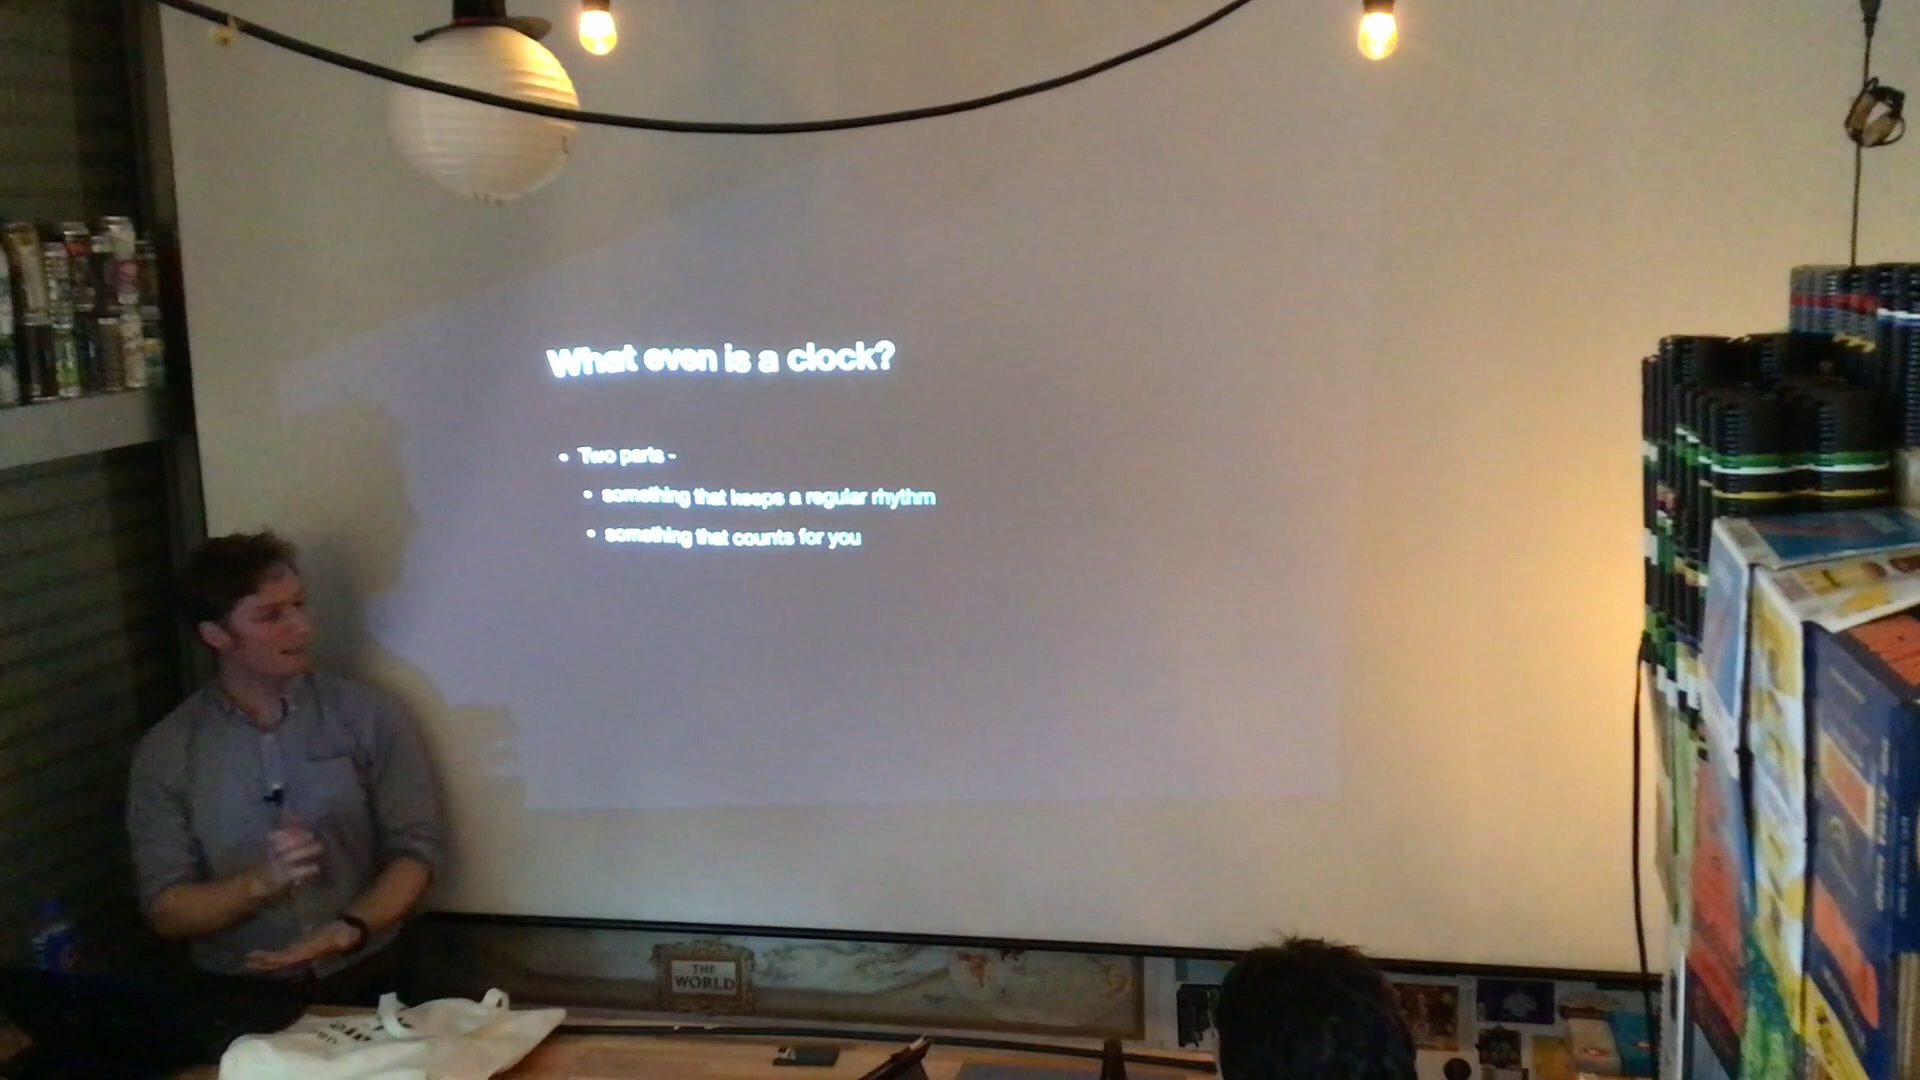 What even is a clock?
• Two parts -
• something that keeps a regular rhythm
• something that counts for you
THE
WORLD